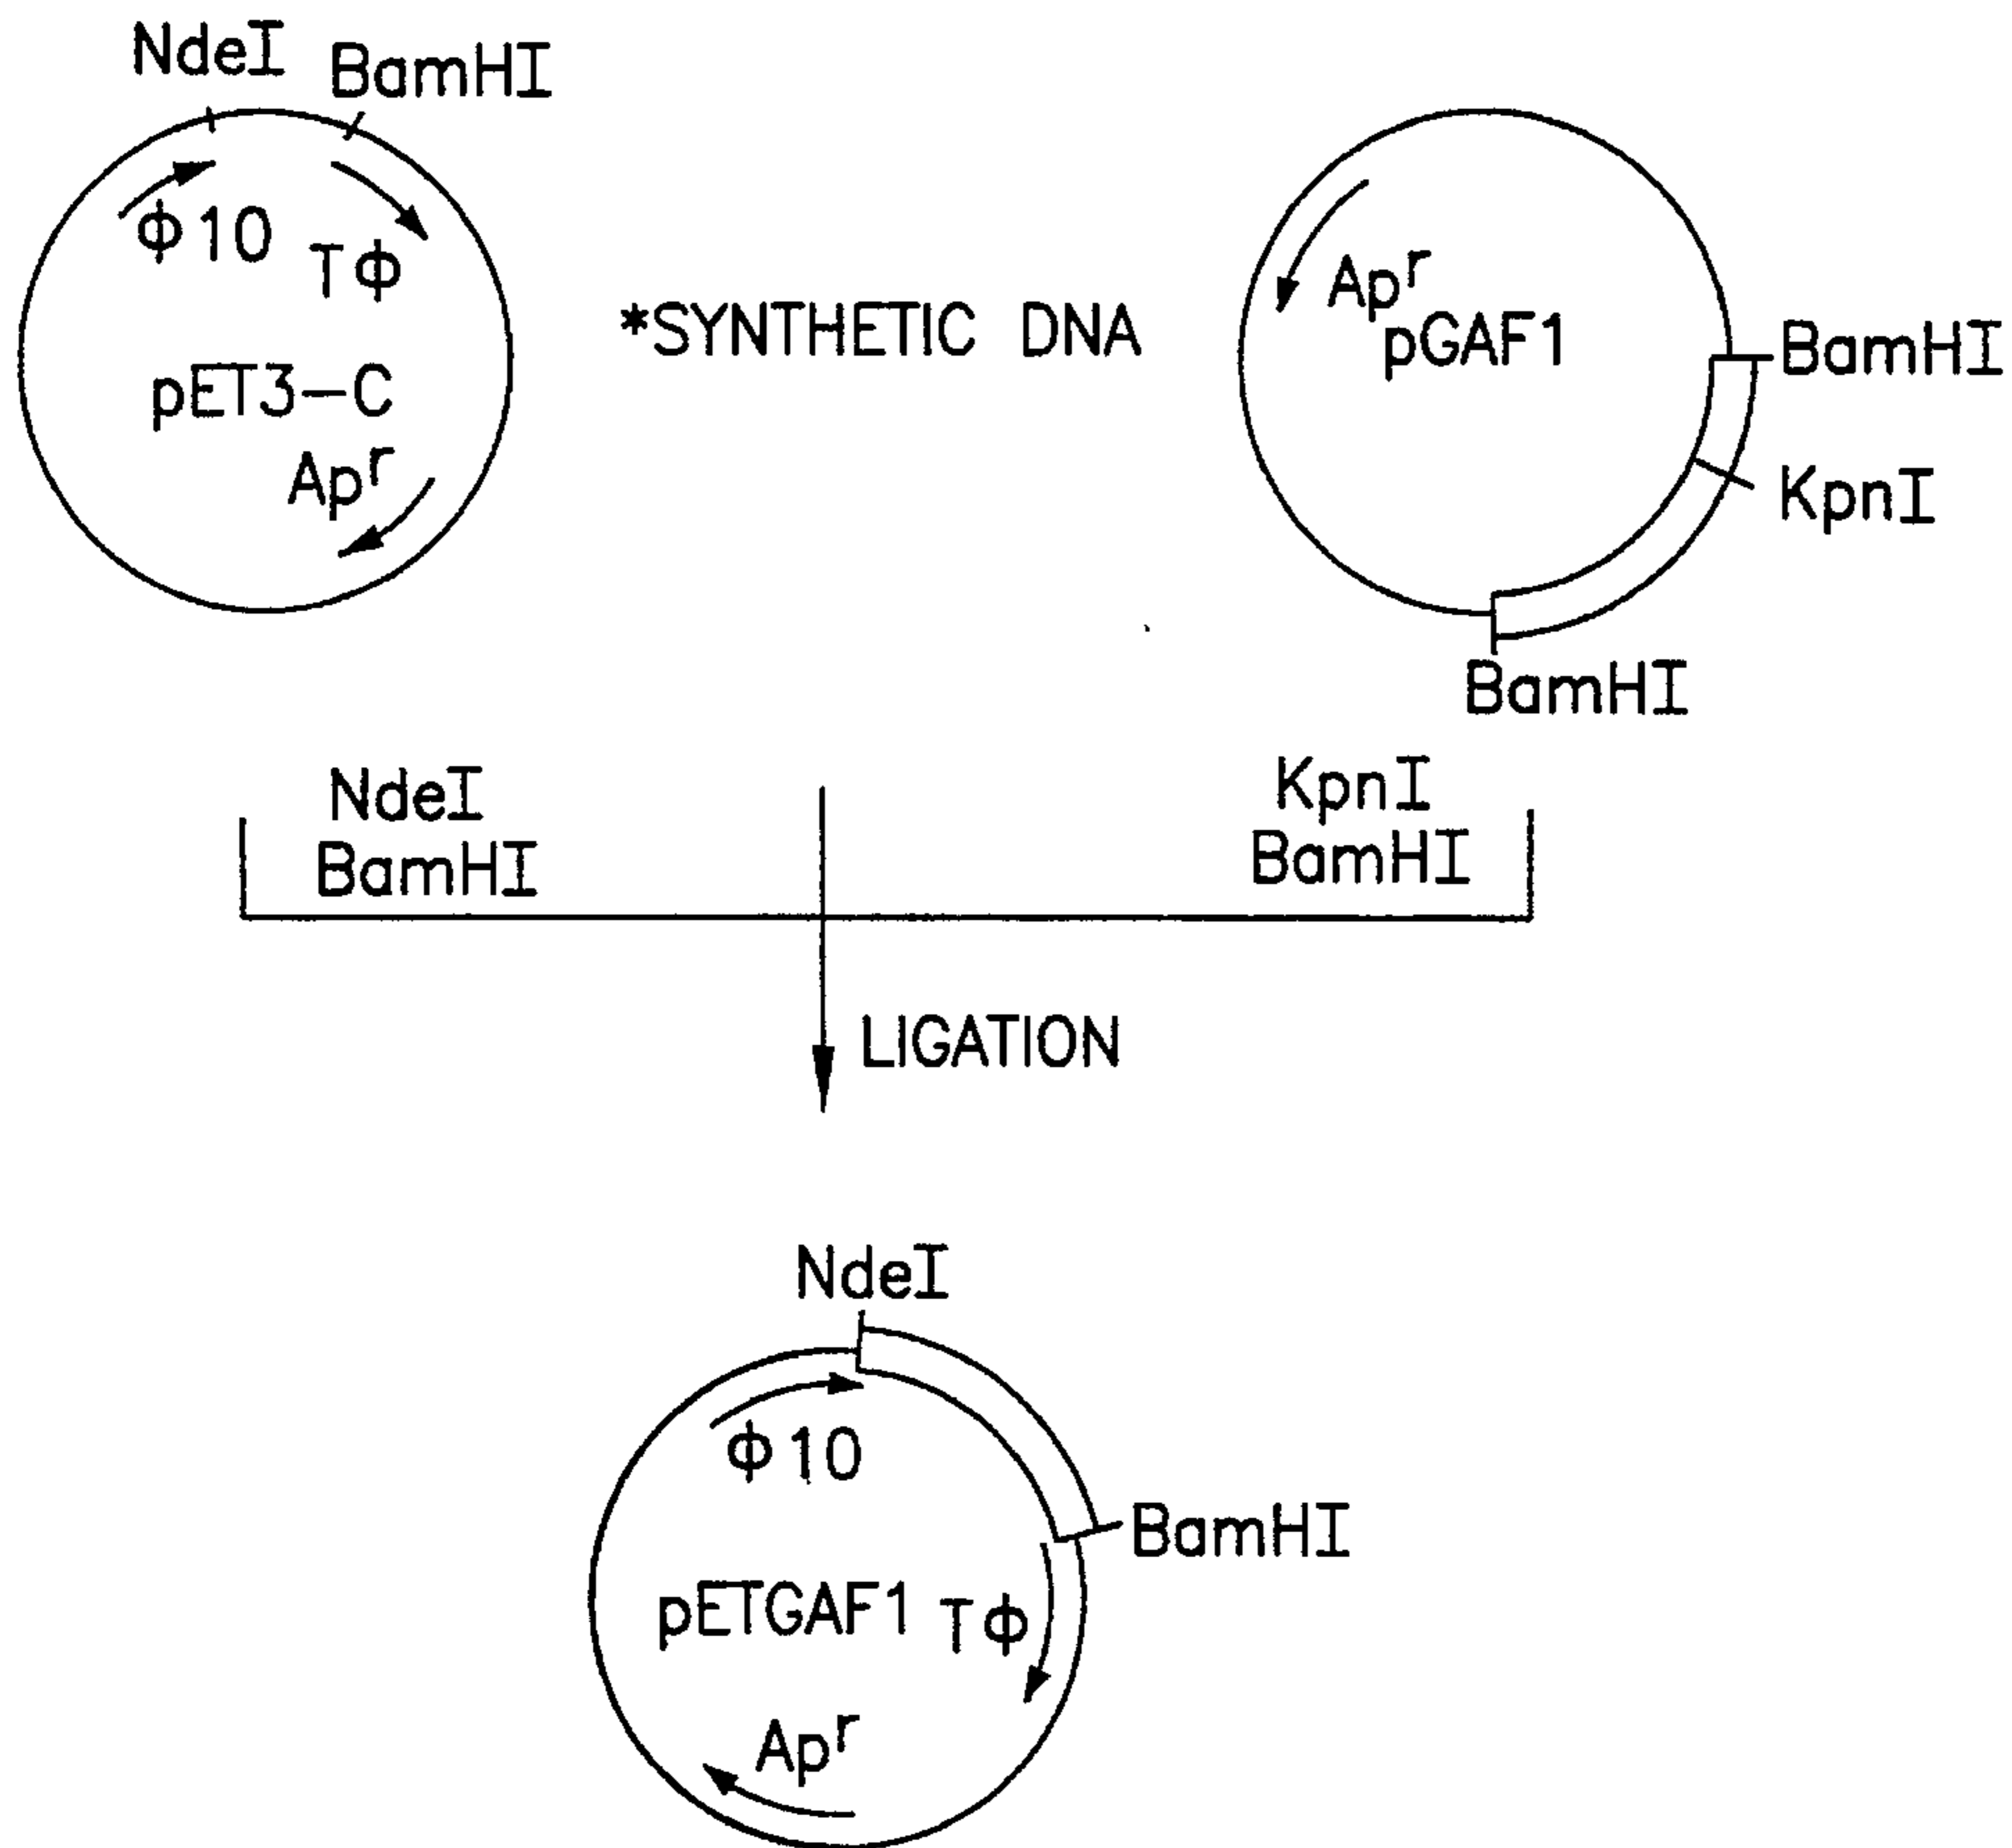 NdeI
BamHI
Φ10
TΦ
pET3-C
Apʳ
*SYNTHETIC DNA
Apʳ
pGAF1
BamHI
KpnI
BamHI
NdeI
BamHI
KpnI
BamHI
LIGATION
NdeI
Φ10
BamHI
pETGAF1
TΦ
Apʳ